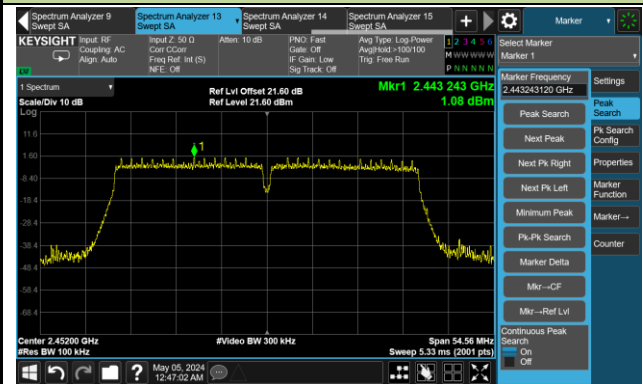 Spectrum Analyzer 9
Swept SA
Spectrum Analyzer 13
Swept SA
Spectrum Analyzer 14
Swept SA
Spectrum Analyzer 15
Swept SA
Marker
KEYSIGHT
Input: RF
Coupling: AC
Align: Auto
Input Z: 50 Ω
Corr CCorr
Freq Ref: Int (S)
NFE: Off
Atten: 10 dB
PNO: Fast
Gate: Off
IF Gain: Low
Sig Track: Off
Avg Type: Log-Power
Avg|Hold >100/100
Trig: Free Run
1 2 3 4 5 6
M W W W W W
P N N N N N
Select Marker
Marker 1
1 Spectrum
Scale/Div 10 dB
Log
Ref Lvl Offset 21.60 dB
Ref Level 21.60 dBm
Mkr1 2.443 243 GHz
1.08 dBm
11.6
1.60
-8.40
-18.4
-28.4
-38.4
-48.4
-58.4
-68.4
1
Center 2.45200 GHz
#Res BW 100 kHz
#Video BW 300 kHz
Span 54.56 MHz
Sweep 5.33 ms (2001 pts)
Marker Frequency
2.443243120 GHz
Peak Search
Next Peak
Next Pk Right
Next Pk Left
Minimum Peak
Pk-Pk Search
Marker Delta
Mkr→CF
Mkr→Ref Lvl
Continuous Peak
Search
On
Off
Settings
Peak
Search
Pk Search
Config
Properties
Marker
Function
Marker→
Counter
May 05, 2024
12:47:02 AM